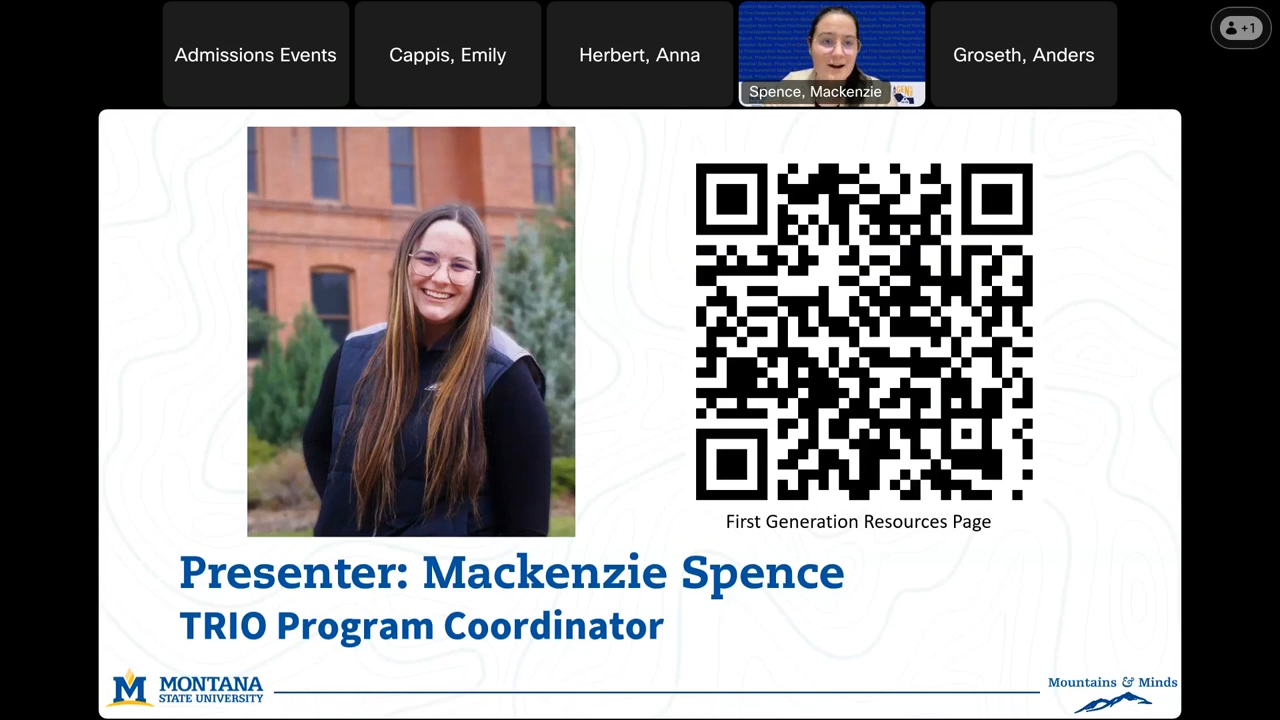 Admissions Events
Cappis, Emily
Herbert, Anna
Spence, Mackenzie
Groseth, Anders
+1
First Generation Resources Page
Presenter: Mackenzie Spence
TRIO Program Coordinator
M MONTANA
STATE UNIVERSITY
Mountains & Minds